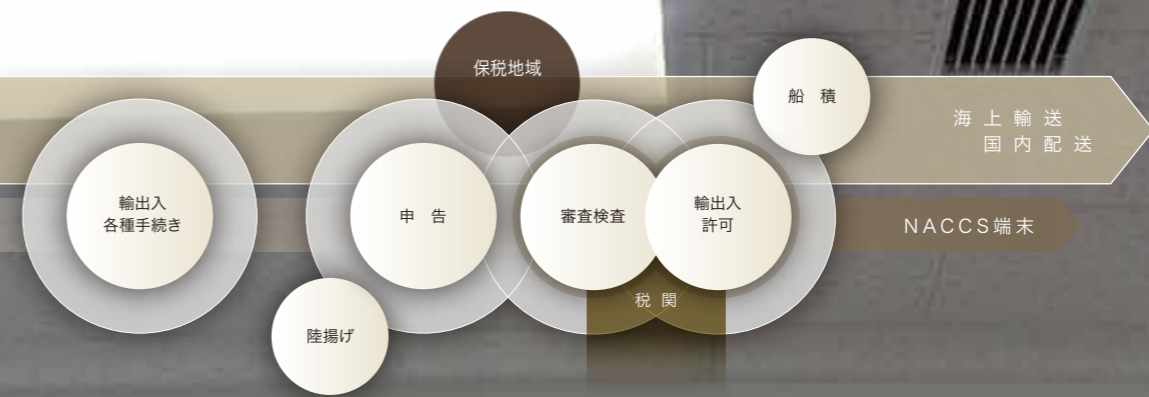 保税地域
船 積
海上輸送
国内配送
輸出入
各種手続き
申 告
審査検査
輸出入
許可
NACCS端末
税関
陸揚げ